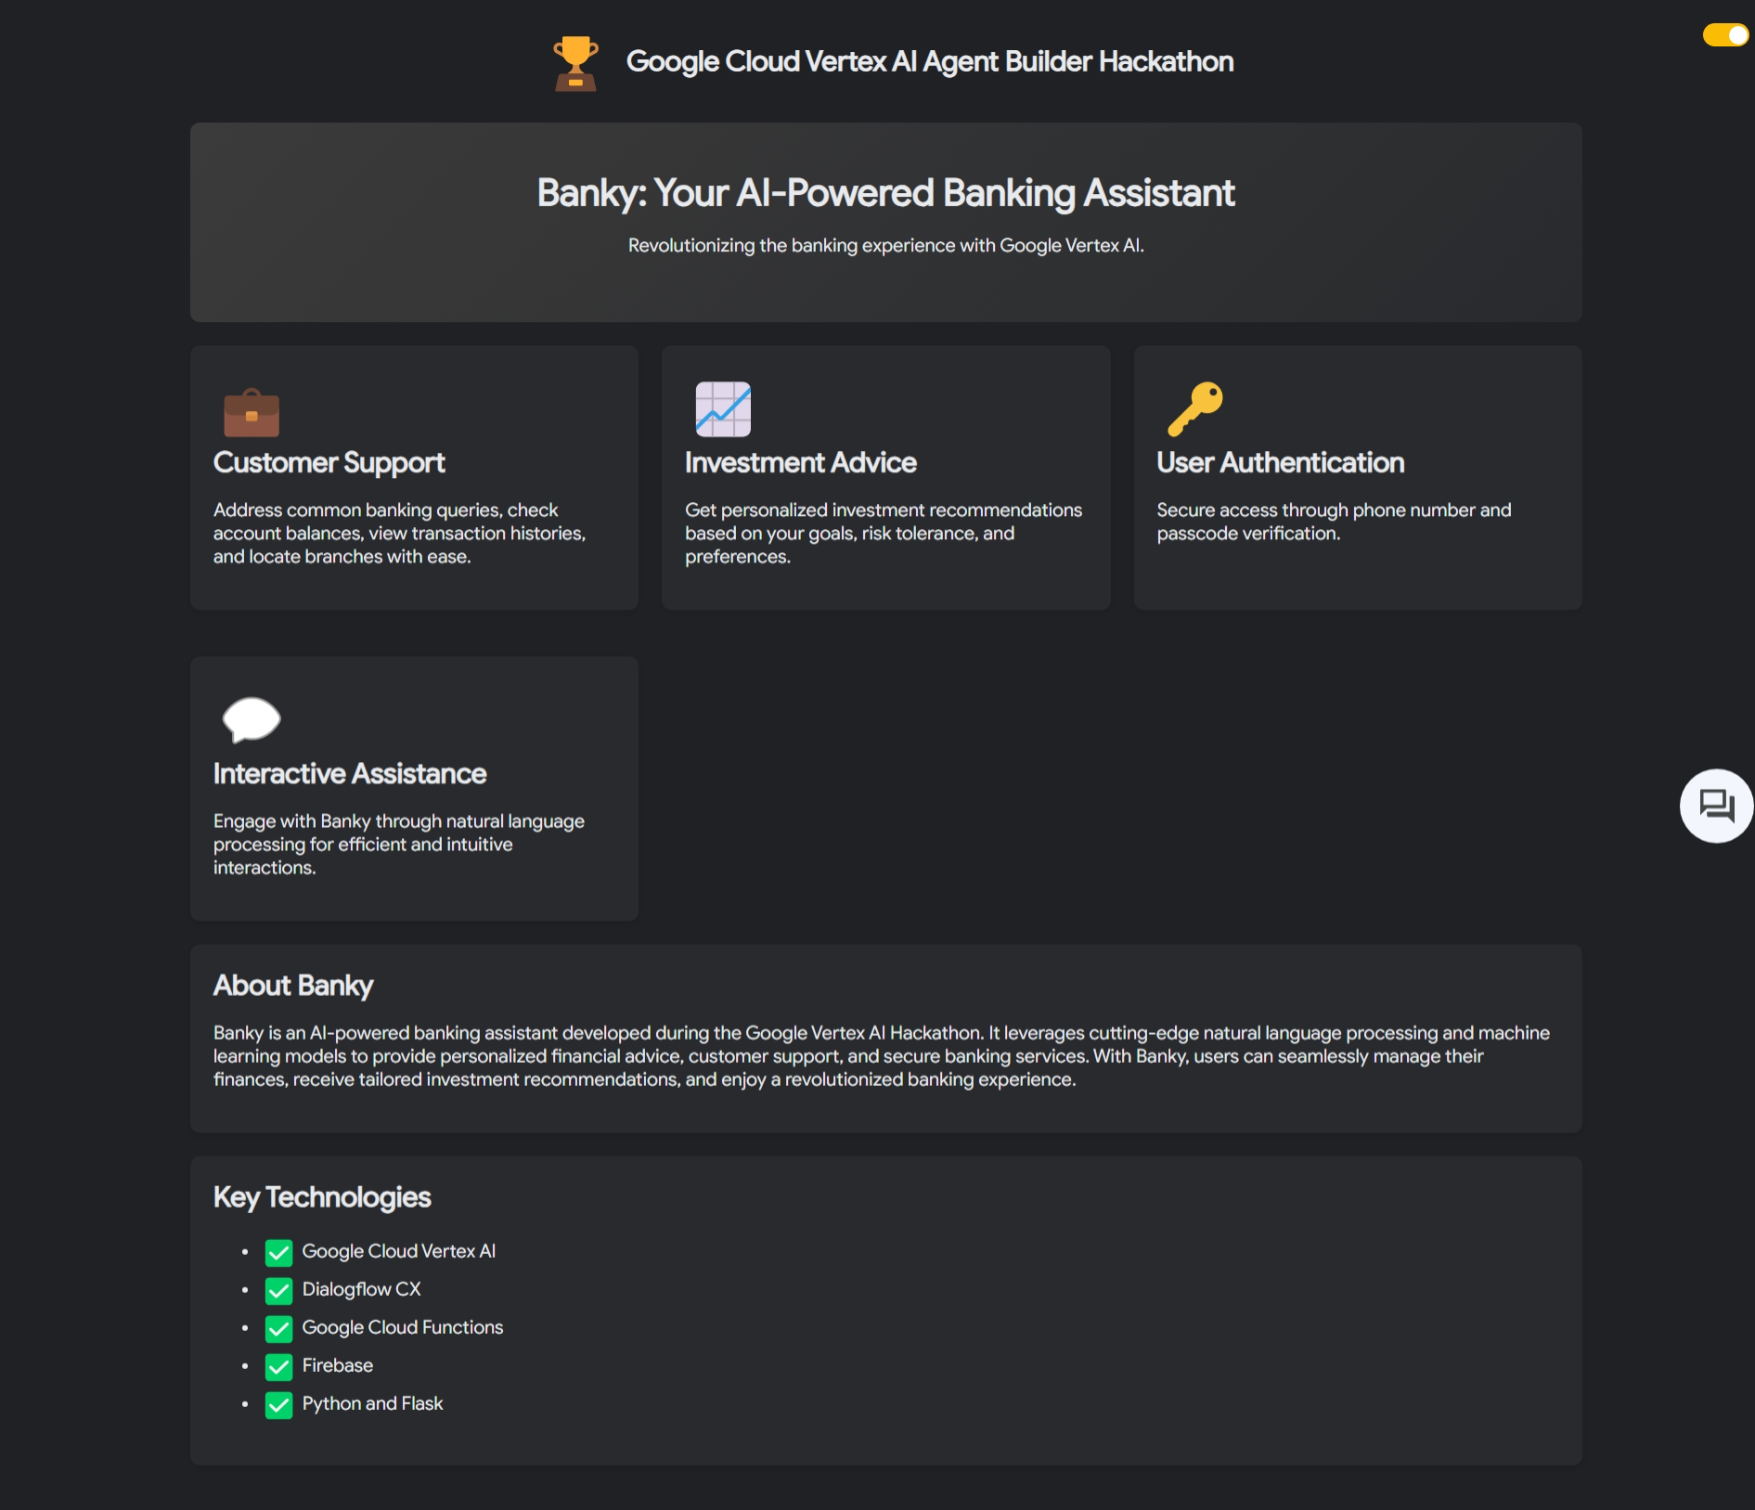 Google Cloud Vertex AI Agent Builder Hackathon
Banky: Your AI-Powered Banking Assistant
Revolutionizing the banking experience with Google Vertex AI.
Customer Support
Address common banking queries, check
account balances, view transaction histories,
and locate branches with ease.
Investment Advice
Get personalized investment recommendations
based on your goals, risk tolerance, and
preferences.
User Authentication
Secure access through phone number and
passcode verification.
Interactive Assistance
Engage with Banky through natural language
processing for efficient and intuitive
interactions.
About Banky
Banky is an AI-powered banking assistant developed during the Google Vertex AI Hackathon. It leverages cutting-edge natural language processing and machine
learning models to provide personalized financial advice, customer support, and secure banking services. With Banky, users can seamlessly manage their
finances, receive tailored investment recommendations, and enjoy a revolutionized banking experience.
Key Technologies
• ✅ Google Cloud Vertex AI
• ✅ Dialogflow CX
• ✅ Google Cloud Functions
• ✅ Firebase
• ✅ Python and Flask